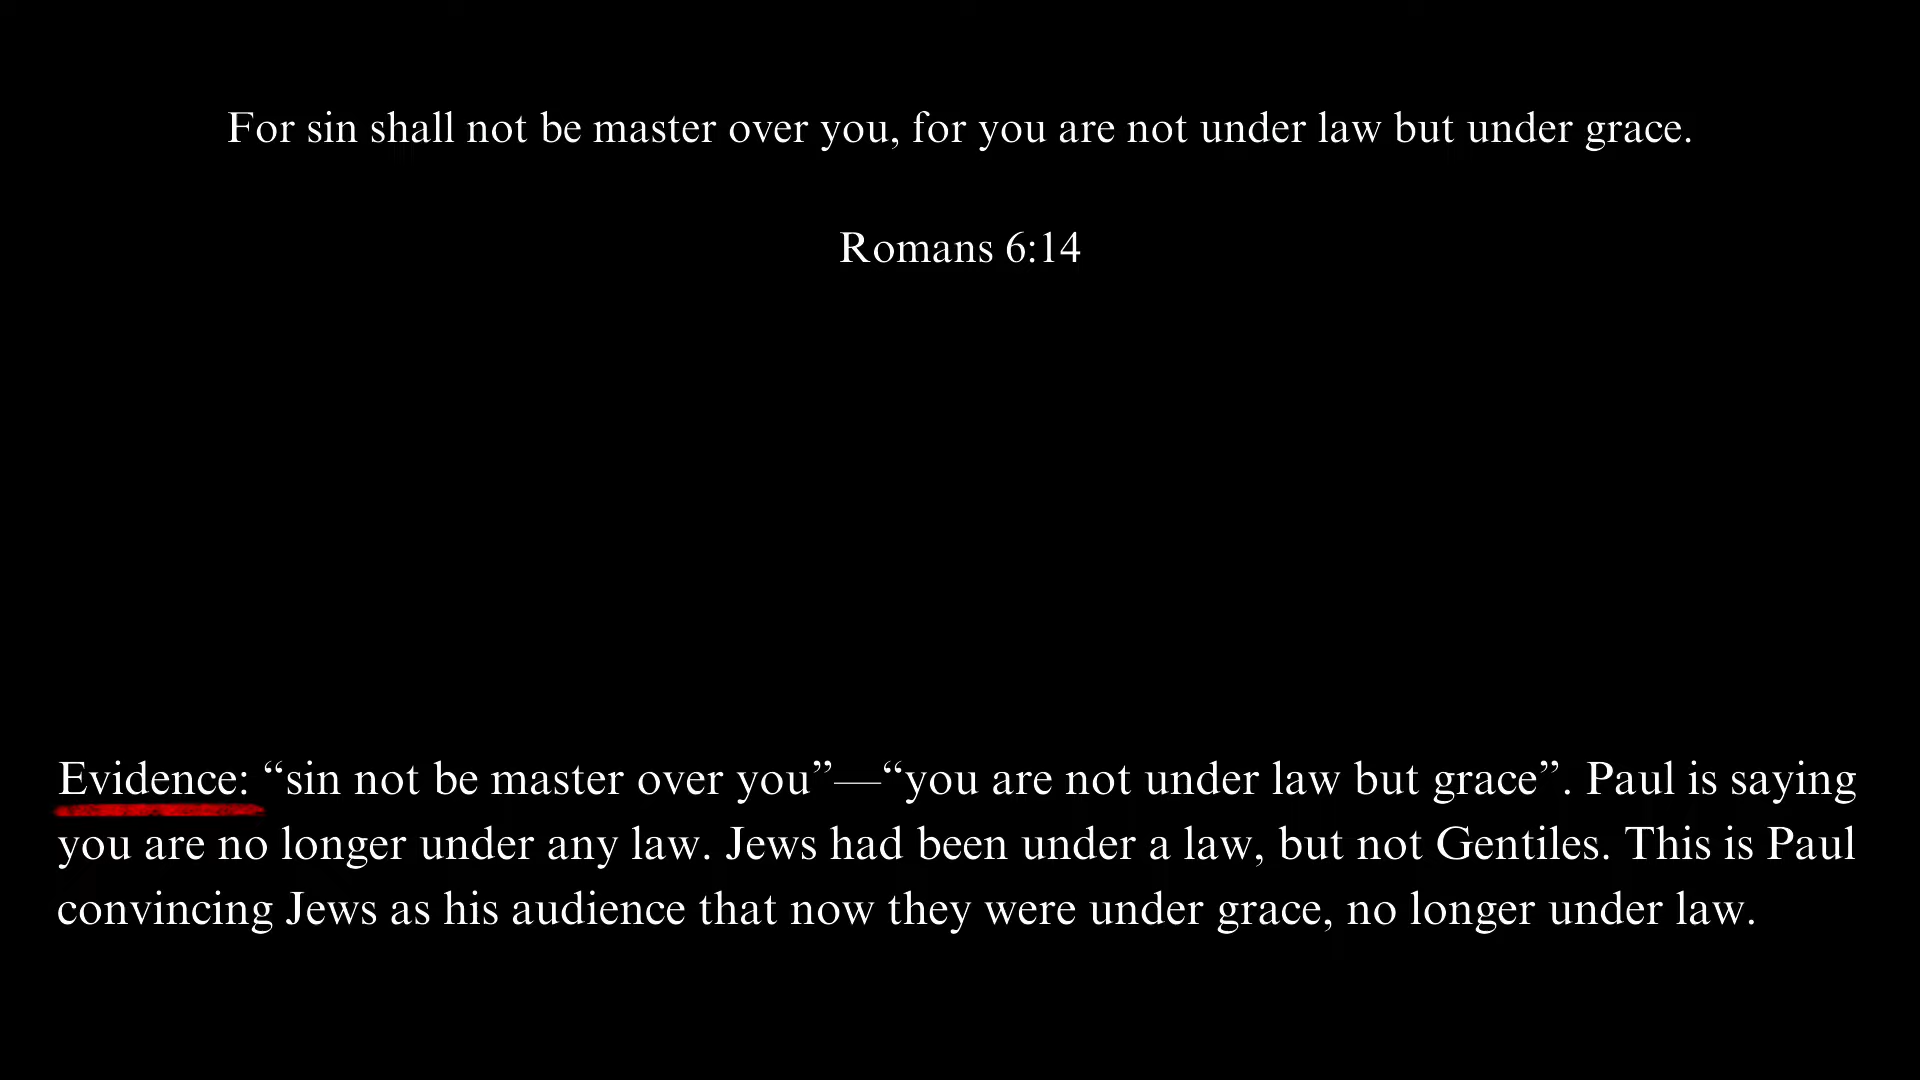 For sin shall not be master over you, for you are not under law but under grace.
Romans 6:14
Evidence: “sin not be master over you”—“you are not under law but grace”. Paul is saying
you are no longer under any law. Jews had been under a law, but not Gentiles. This is Paul
convincing Jews as his audience that now they were under grace, no longer under law.